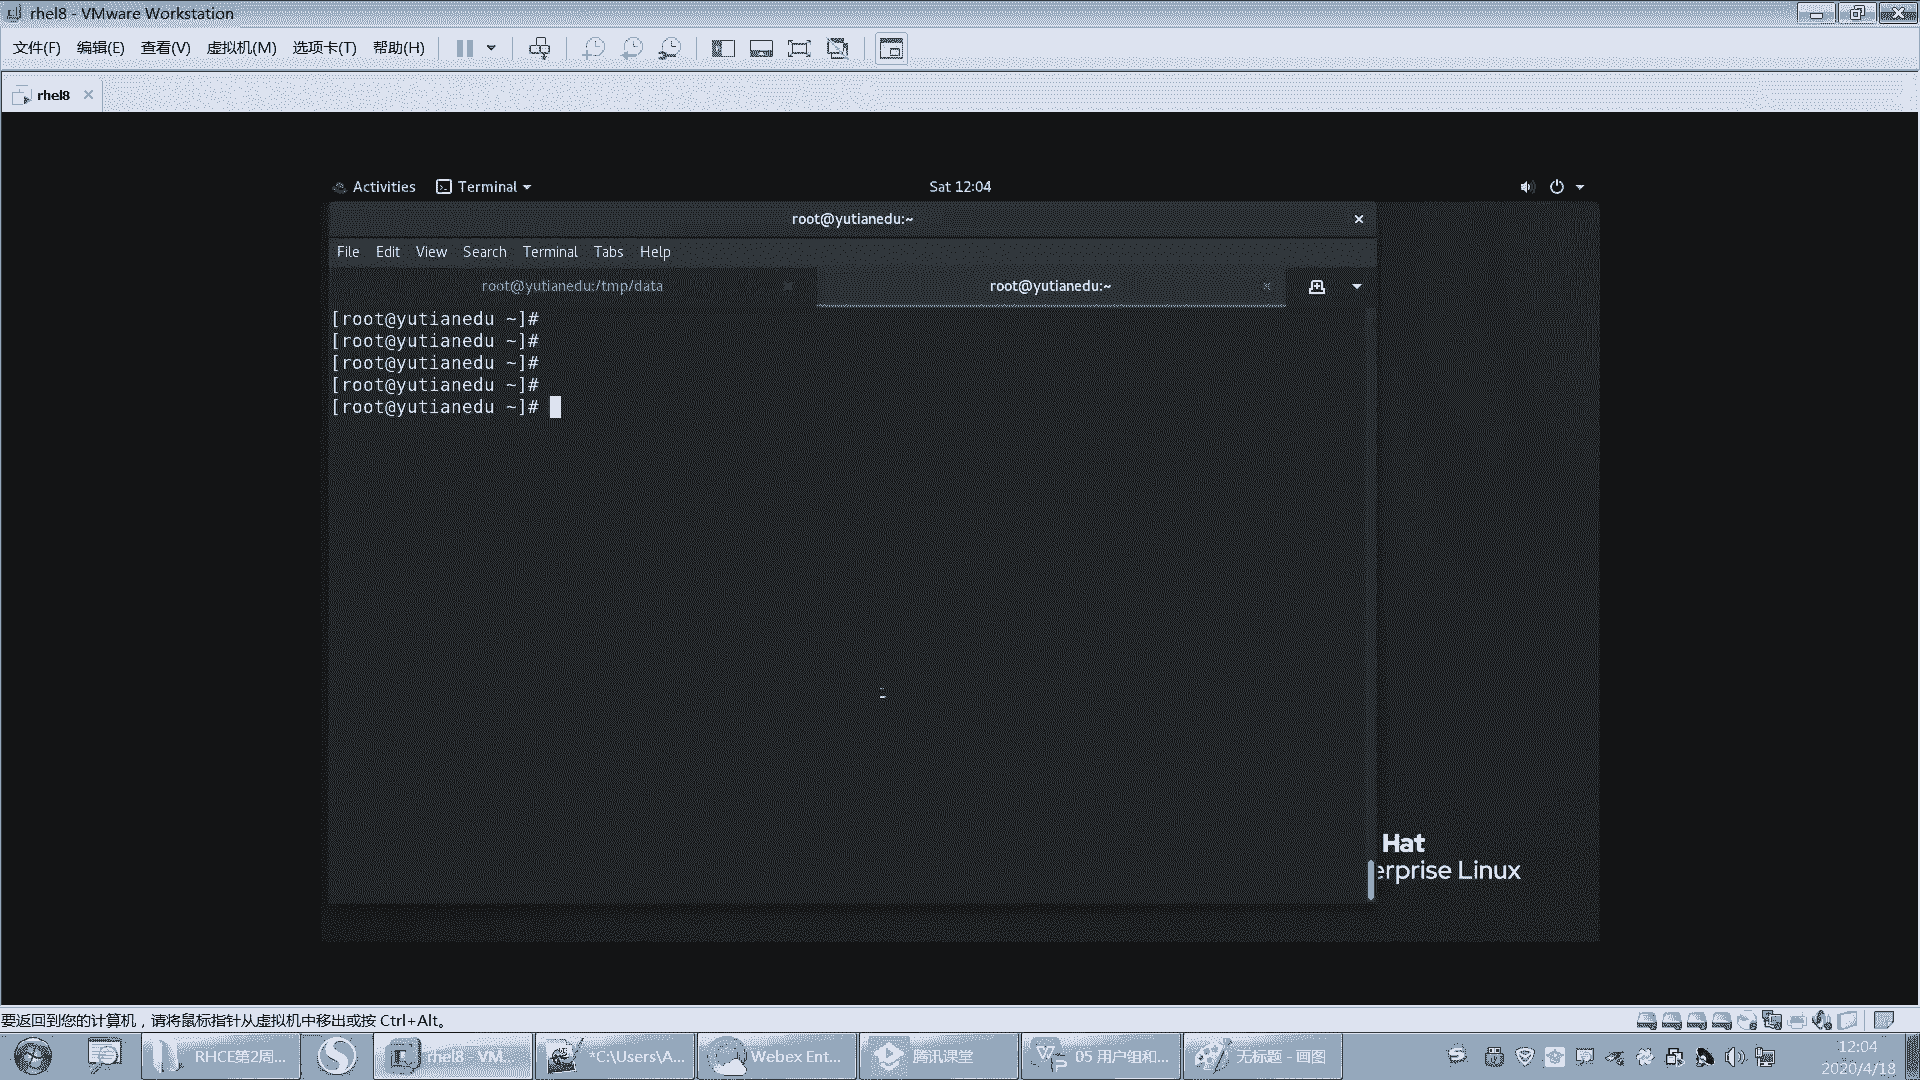 rhel8 - VMware Workstation
文件(F) 编辑(E) 查看(V) 虚拟机(M) 选项卡(T) 帮助(H)
rhel8
Activities Terminal Sat 12:04
root@yutianedu:~
File Edit View Search Terminal Tabs Help
root@yutianedu:/tmp/data root@yutianedu:~
[root@yutianedu ~]#
[root@yutianedu ~]#
[root@yutianedu ~]#
[root@yutianedu ~]#
[root@yutianedu ~]#
Hat
erprise Linux
要返回到您的计算机，请将鼠标指针从虚拟机中移出或按 Ctrl+Alt。
RHCE第2周... rhel8 - VM... *C:\Users\A... Webex Ent... 腾讯课堂 05 用户组和... 无标题 - 画图 12:04
2020/4/18